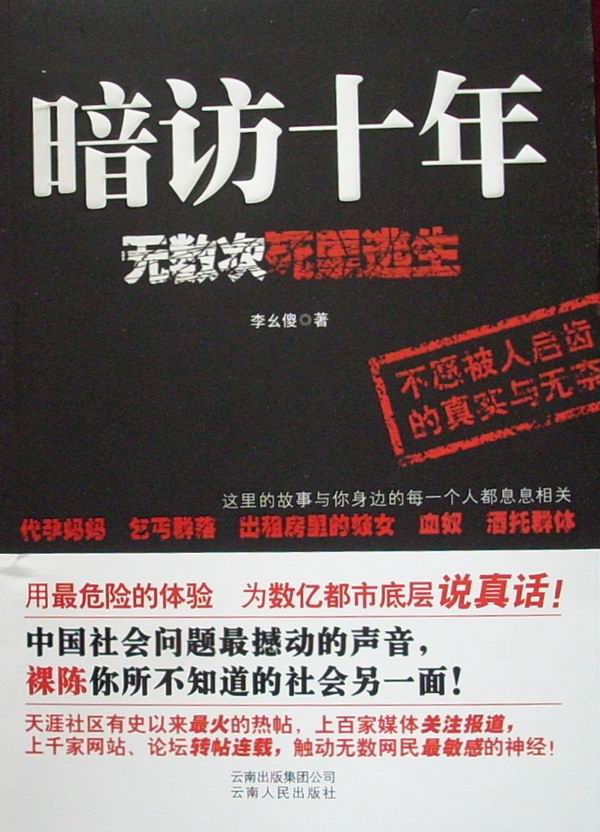 暗访十年
无数次死里逃生
李幺傻◎著
不愿被人启齿
的真实与无奈
这里的故事与你身边的每一个人都息息相关
代孕妈妈 乞丐群落 出租房里的妓女 血奴 酒托群体
用最危险的体验 为数亿都市底层说真话!
中国社会问题最撼动的声音,
裸陈你所不知道的社会另一面!
天涯社区有史以来最火的热帖,上百家媒体关注报道,
上千家网站、论坛转帖连载,触动无数网民最敏感的神经!
云南出版集团公司
云南人民出版社